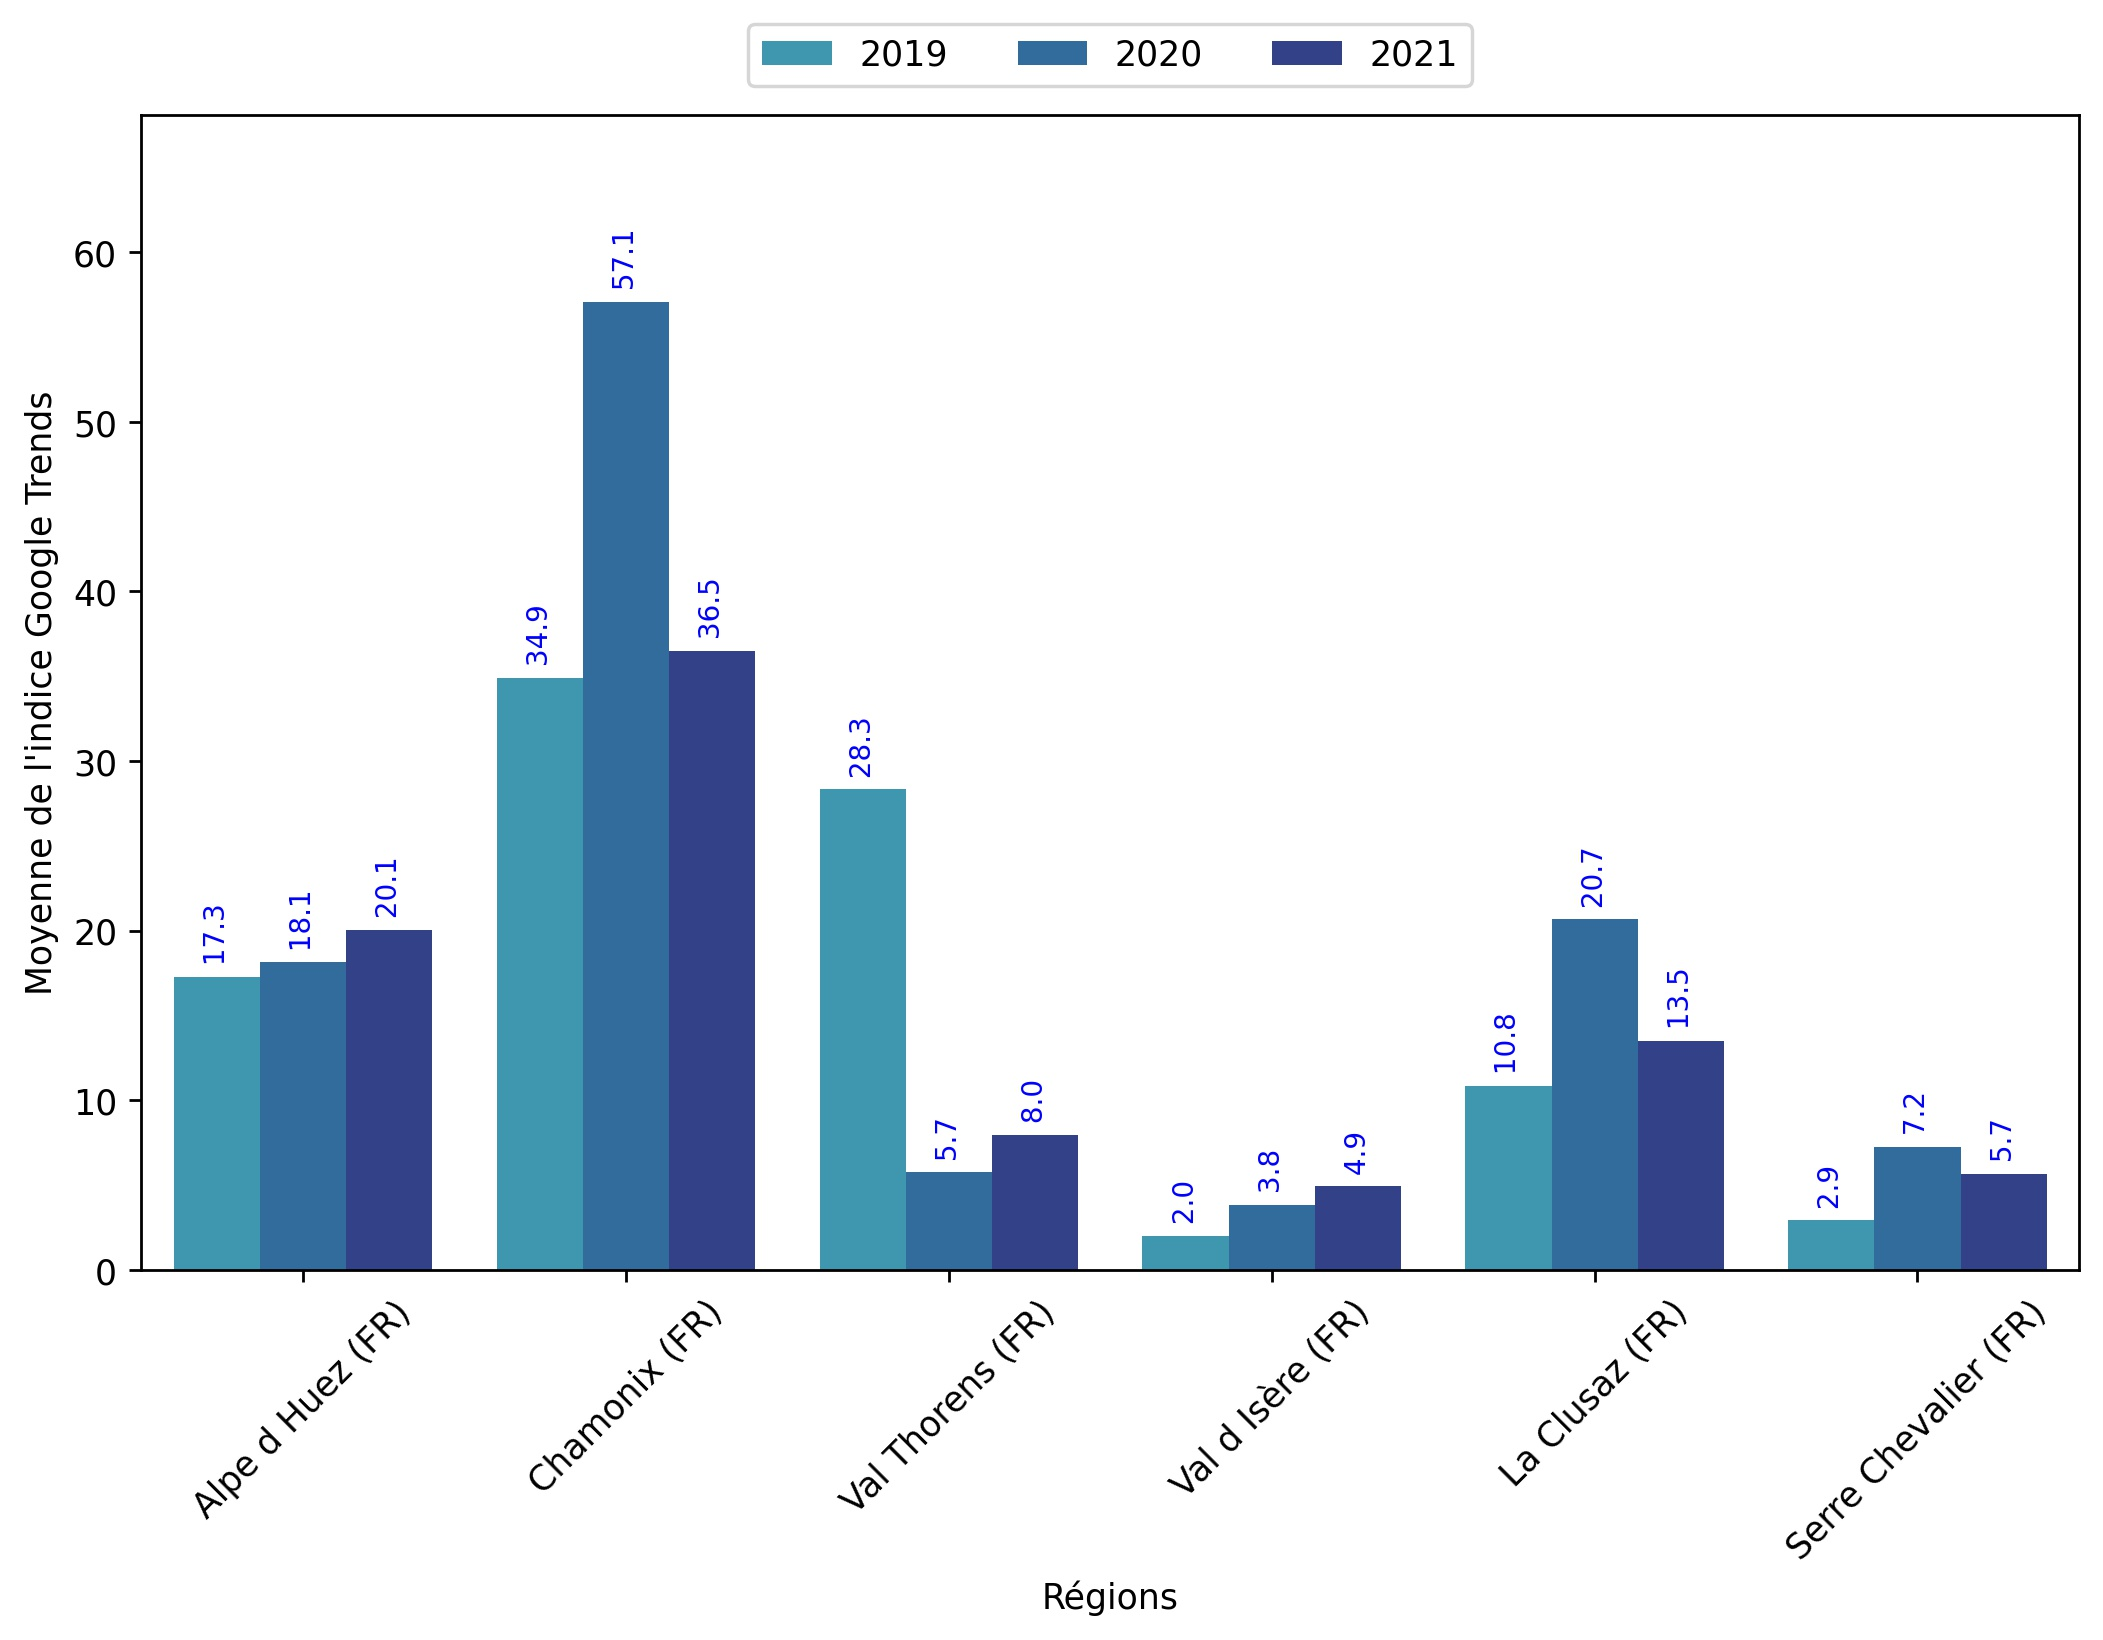 2019 2020 2021
Moyenne de l'indice Google Trends
60
50
40
30
20
10
0
17.3 18.1 20.1
34.9 57.1 36.5
28.3 5.7 8.0
2.0 3.8 4.9
10.8 20.7 13.5
2.9 7.2 5.7
Alpe d Huez (FR)
Chamonix (FR)
Val Thorens (FR)
Val d Isère (FR)
La Clusaz (FR)
Serre Chevalier (FR)
Régions